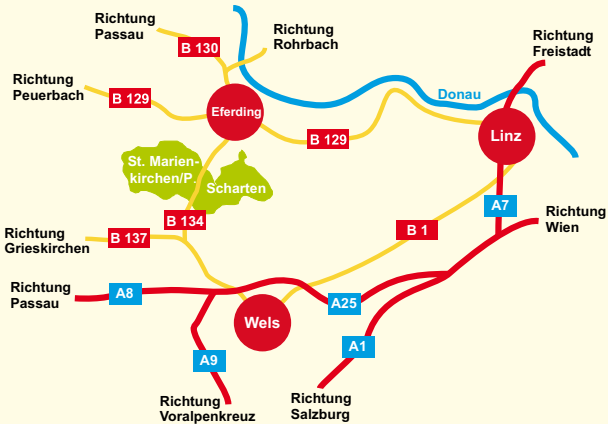 Richtung
Passau
B 130
Richtung
Rohrbach
Richtung
Freistadt
Richtung
Peuerbach
B 129
Eferding
Donau
B 129
Linz
St. Marien-
kirchen/P.
Scharten
B 134
A7
Richtung
Wien
Richtung
Grieskirchen
B 137
B 1
Richtung
Passau
A8
A25
Wels
A1
A9
Richtung
Voralpenkreuz
Richtung
Salzburg